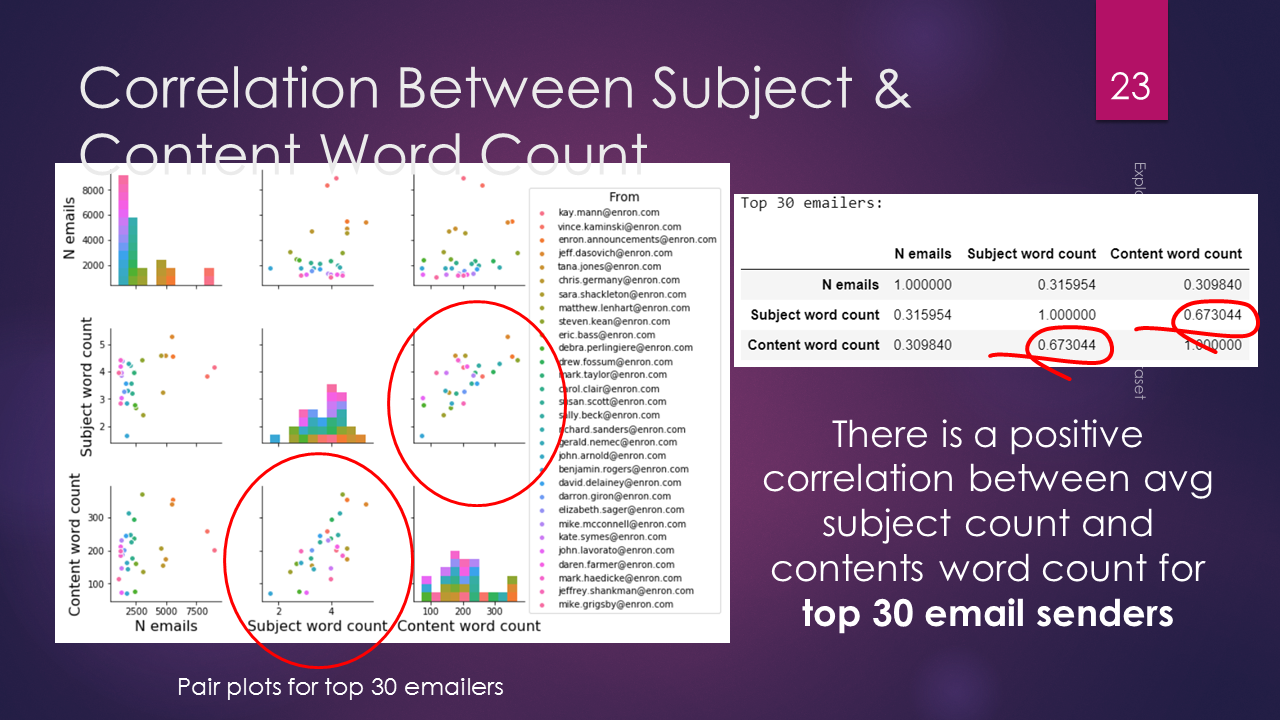 Correlation Between Subject &
Content Word Count
23
N emails
8000
6000
4000
2000
Subject word count
5
4
3
2
Content word count
300
200
100
2500 5000 7500
N emails
2 4
Subject word count
100 200 300
Content word count
From
kay.mann@enron.com
vince.kaminski@enron.com
enron.announcements@enron.com
jeff.dasovich@enron.com
tana.jones@enron.com
chris.germany@enron.com
sara.shackleton@enron.com
matthew.lenhart@enron.com
steven.kean@enron.com
eric.bass@enron.com
debra.perlingiere@enron.com
drew.fossum@enron.com
mark.taylor@enron.com
carol.clair@enron.com
susan.scott@enron.com
sally.beck@enron.com
richard.sanders@enron.com
gerald.nemec@enron.com
john.arnold@enron.com
benjamin.rogers@enron.com
david.delainey@enron.com
darron.giron@enron.com
elizabeth.sager@enron.com
mike.mcconnell@enron.com
kate.symes@enron.com
john.lavorato@enron.com
daren.farmer@enron.com
mark.haedicke@enron.com
jeffrey.shankman@enron.com
mike.grigsby@enron.com
Pair plots for top 30 emailers
Top 30 emailers:
N emails Subject word count Content word count
N emails 1.000000 0.315954 0.309840
Subject word count 0.315954 1.000000 0.673044
Content word count 0.309840 0.673044 1.000000
There is a positive
correlation between avg
subject count and
contents word count for
top 30 email senders